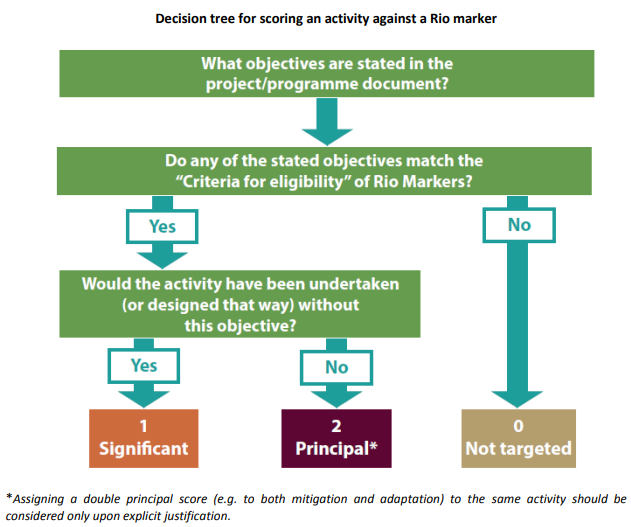 Decision tree for scoring an activity against a Rio marker
What objectives are stated in the
project/programme document?
Do any of the stated objectives match the
“Criteria for eligibility” of Rio Markers?
Yes
No
Would the activity have been undertaken
(or designed that way) without
this objective?
Yes
No
1
Significant
2
Principal*
0
Not targeted
*Assigning a double principal score (e.g. to both mitigation and adaptation) to the same activity should be
considered only upon explicit justification.